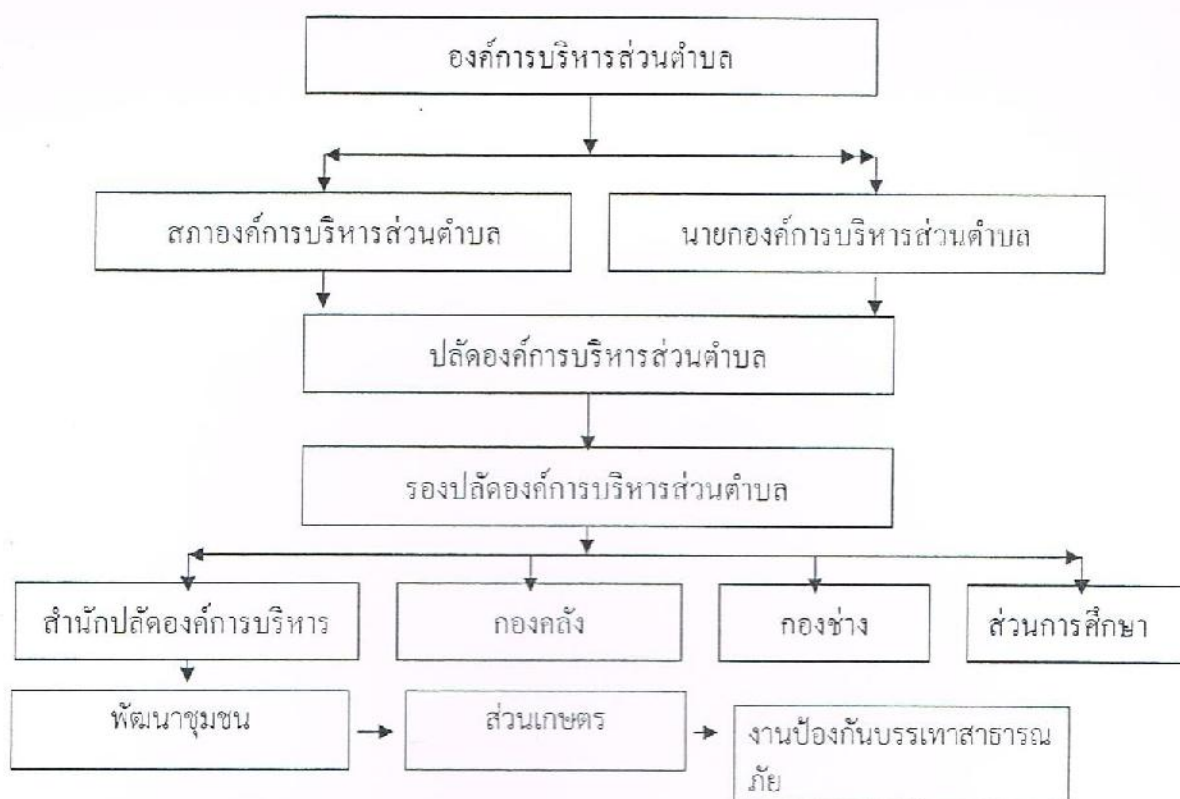 องค์การบริหารส่วนตำบล
สภาองค์การบริหารส่วนตำบล
นายกองค์การบริหารส่วนตำบล
ปลัดองค์การบริหารส่วนตำบล
รองปลัดองค์การบริหารส่วนตำบล
สำนักปลัดองค์การบริหาร
กองคลัง
กองช่าง
ส่วนการศึกษา
พัฒนาชุมชน
ส่วนเกษตร
งานป้องกันบรรเทาสาธารณ
ภัย